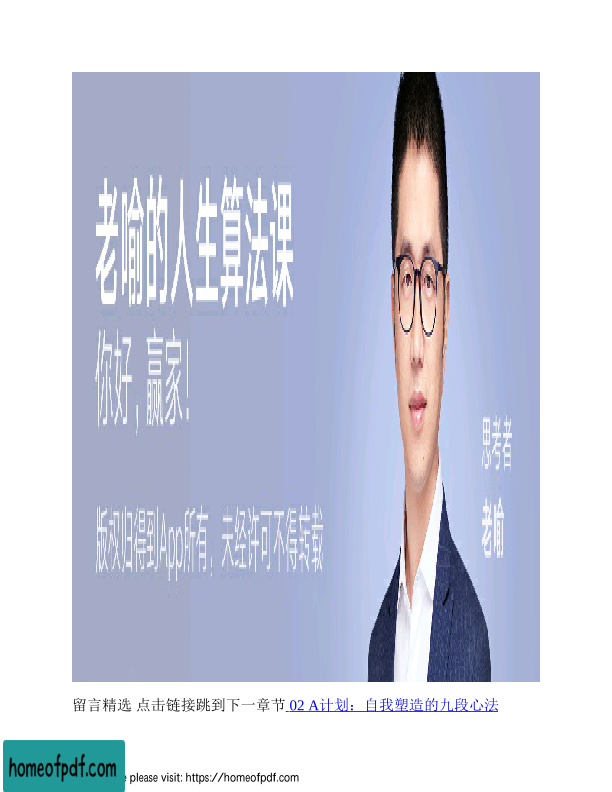 老喻的人生算法课
你好，赢家！
思考者
老喻
版权归得到App所有，未经许可不得转载
留言精选 点击链接跳到下一章节 02 A计划：自我塑造的九段心法
homeofpdf.com
e please visit: https://homeofpdf.com